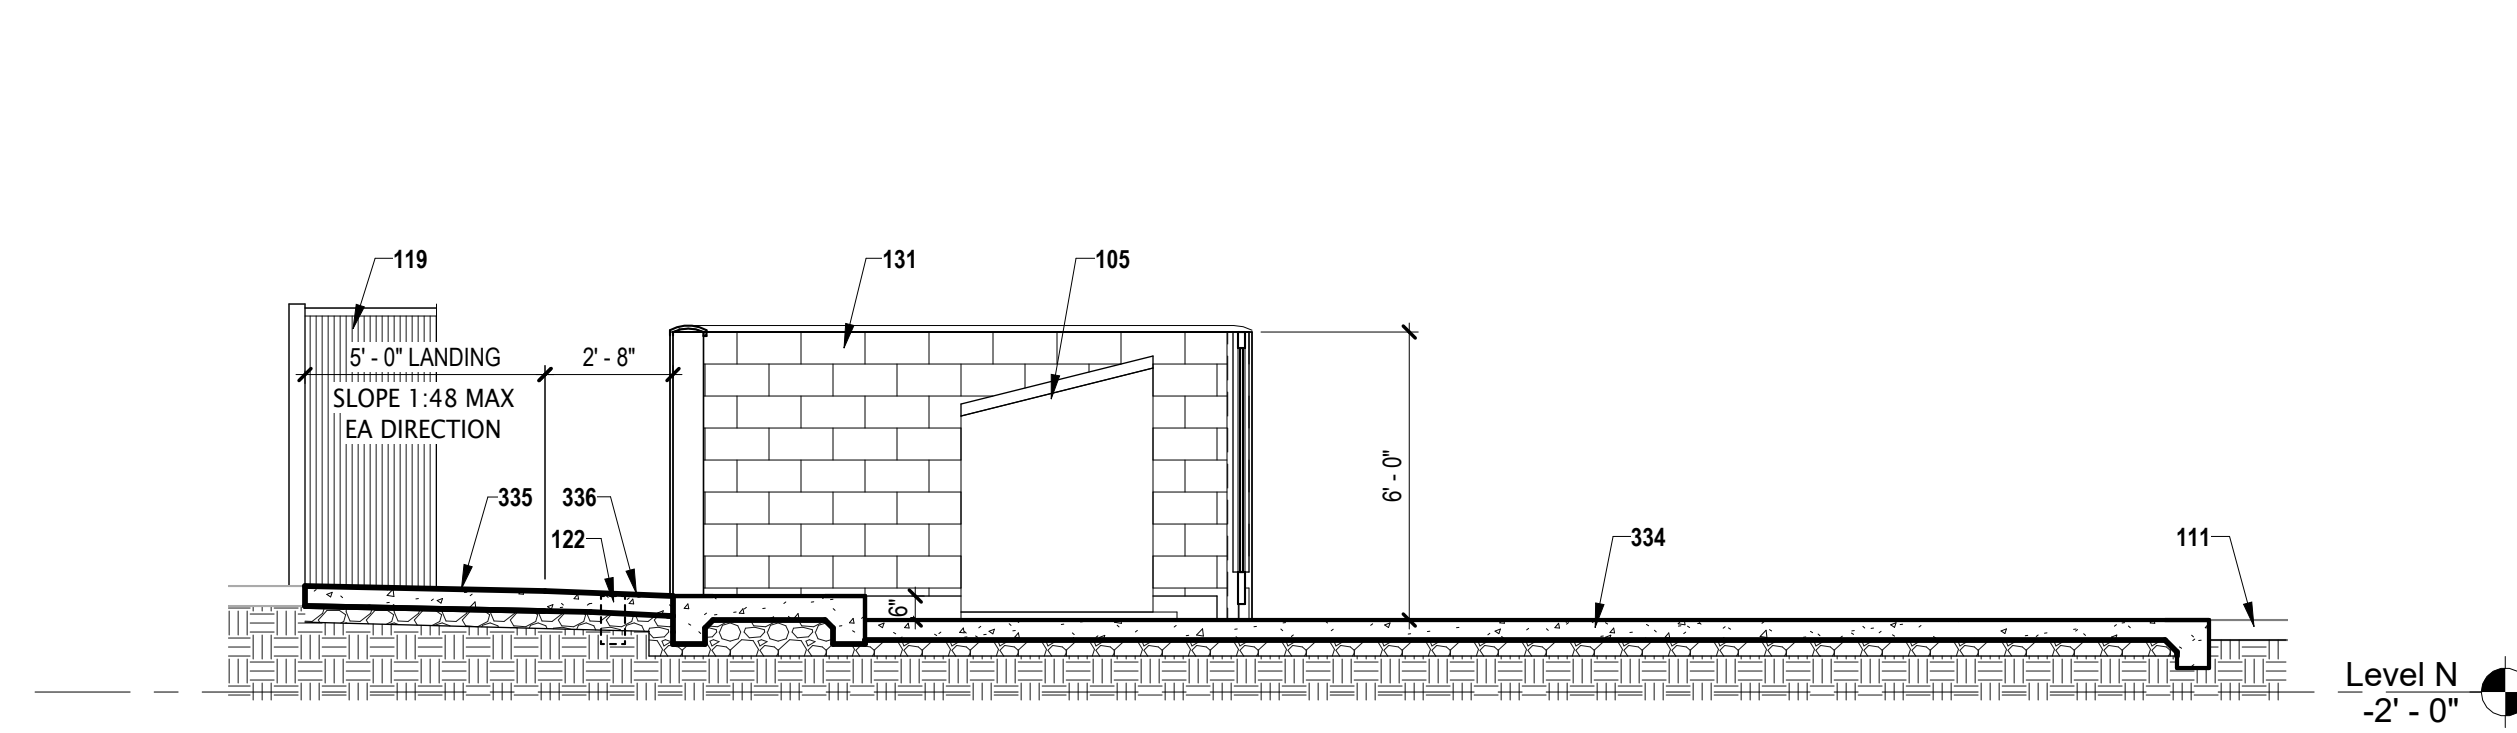 119
131
105
5' - 0" LANDING
2' - 8"
SLOPE 1:48 MAX
EA DIRECTION
6' - 0"
335
336
122
334
111
6"
Level N
-2' - 0"